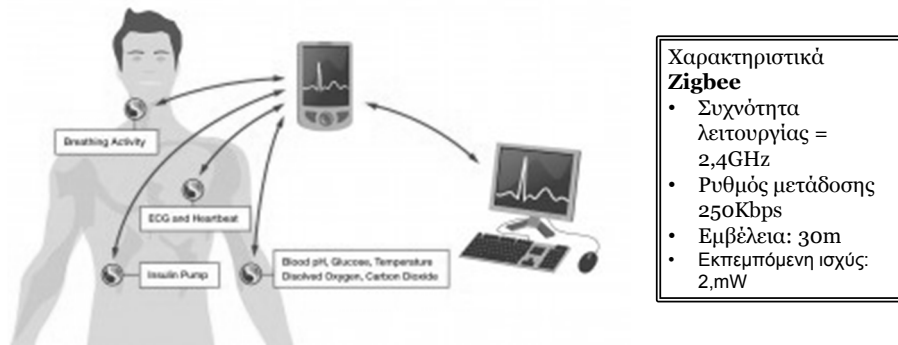 Breathing Activity
ECG and Heartbeat
Insulin Pump
Blood pH, Glucose, Temperature
Disolved Oxygen, Carbon Dioxide
Χαρακτηριστικά
Zigbee
• Συχνότητα
λειτουργίας =
2,4GHz
• Ρυθμός μετάδοσης
250Kbps
• Εμβέλεια: 30m
• Εκπεμπόμενη ισχύς:
2,mW